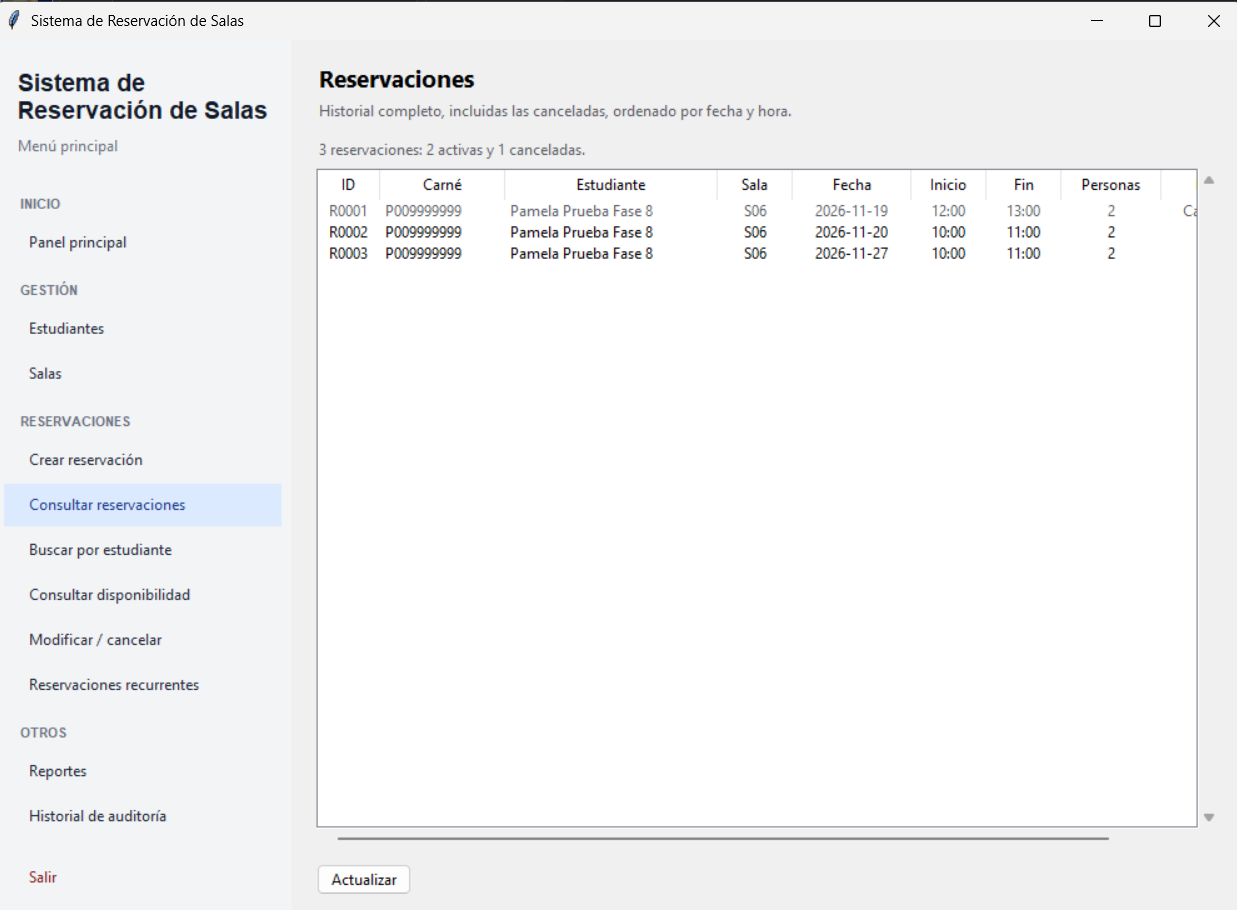 Sistema de Reservación de Salas
Sistema de
Reservación de Salas
Menú principal
INICIO
Panel principal
GESTIÓN
Estudiantes
Salas
RESERVACIONES
Crear reservación
Consultar reservaciones
Buscar por estudiante
Consultar disponibilidad
Modificar / cancelar
Reservaciones recurrentes
OTROS
Reportes
Historial de auditoría
Salir
Reservaciones
Historial completo, incluidas las canceladas, ordenado por fecha y hora.
3 reservaciones: 2 activas y 1 canceladas.
ID Carné Estudiante Sala Fecha Inicio Fin Personas
R0001 P009999999 Pamela Prueba Fase 8 S06 2026-11-19 12:00 13:00 2
R0002 P009999999 Pamela Prueba Fase 8 S06 2026-11-20 10:00 11:00 2
R0003 P009999999 Pamela Prueba Fase 8 S06 2026-11-27 10:00 11:00 2
Actualizar